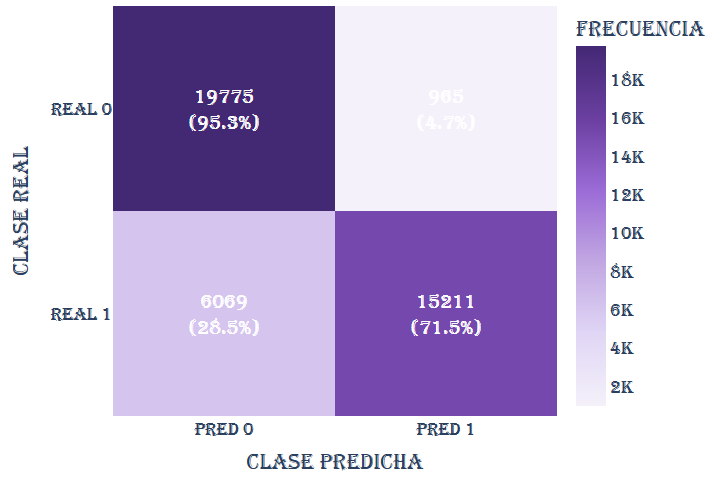 FRECUENCIA
19775
(95.3%)
965
(4.7%)
REAL 0
6069
(28.5%)
15211
(71.5%)
REAL 1
PRED 0
PRED 1
CLASE PREDICHA
CLASE REAL
18K
16K
14K
12K
10K
8K
6K
4K
2K